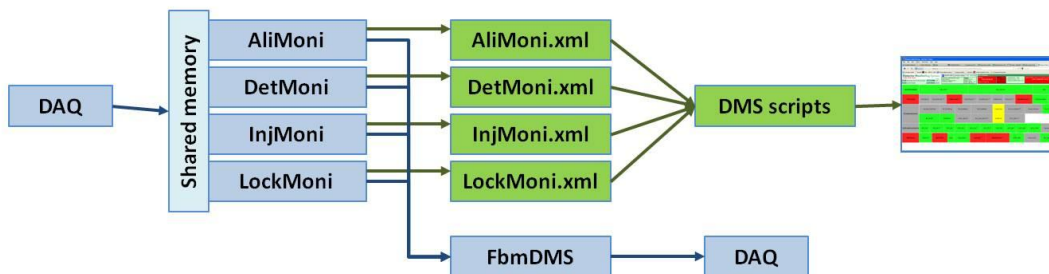 DAQ
Shared memory
AliMoni
DetMoni
InjMoni
LockMoni
AliMoni.xml
DetMoni.xml
InjMoni.xml
LockMoni.xml
DMS scripts
FbmDMS
DAQ